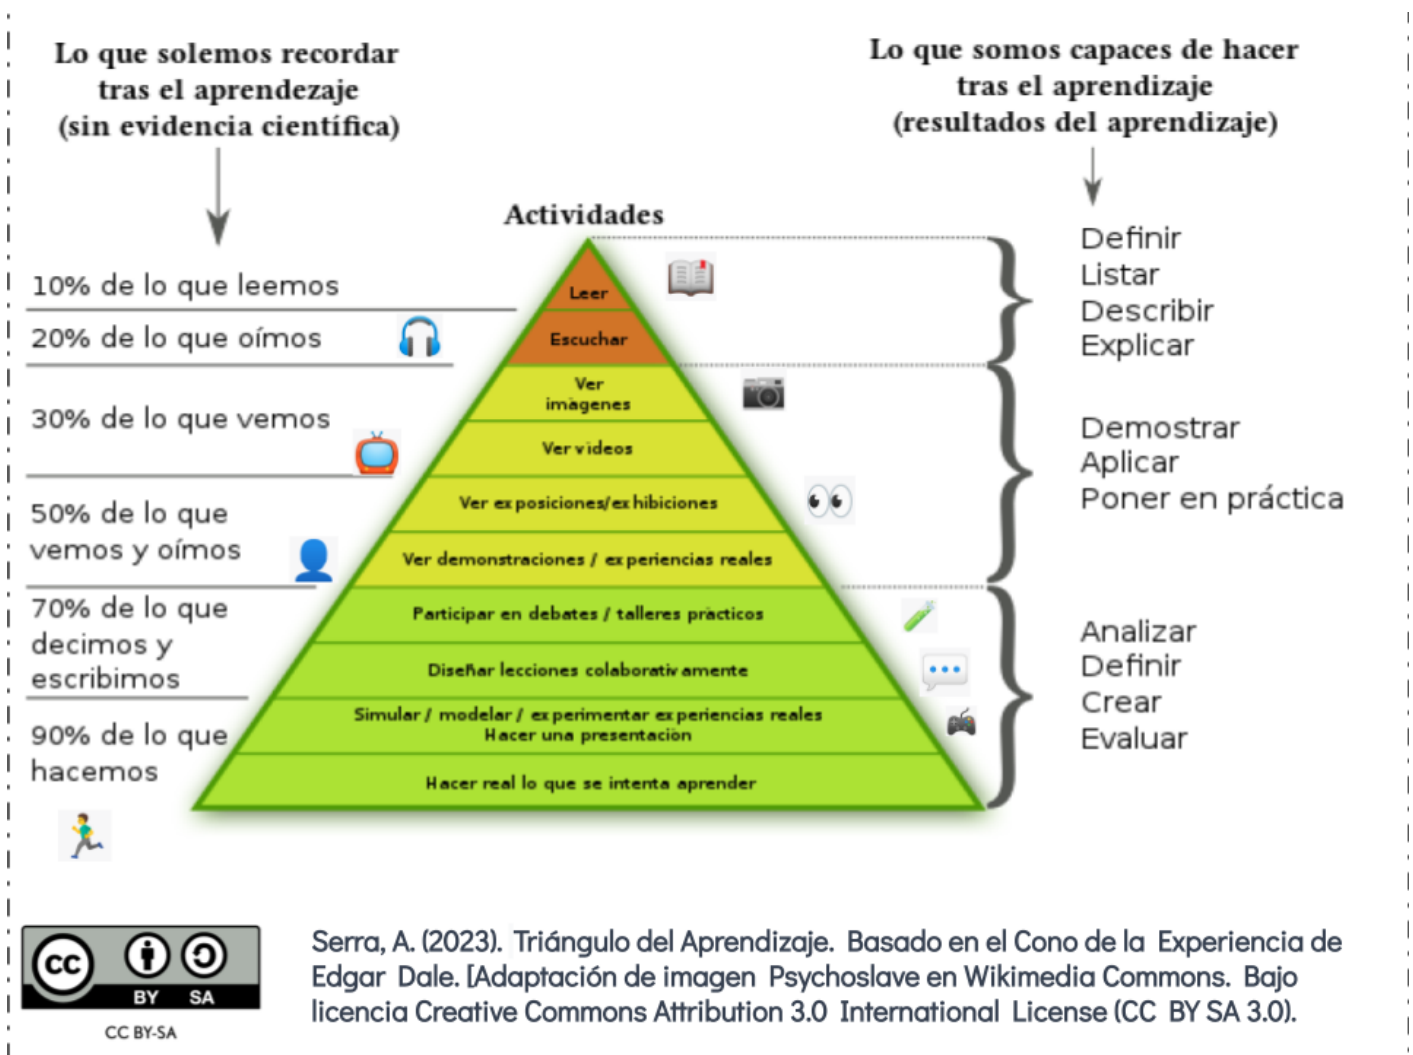 Lo que solemos recordar
tras el aprendezaje
(sin evidencia científica)
Lo que somos capaces de hacer
tras el aprendizaje
(resultados del aprendizaje)
Actividades
10% de lo que leemos
20% de lo que oímos
30% de lo que vemos
50% de lo que
vemos y oímos
70% de lo que
decimos y
escribimos
90% de lo que
hacemos
Leer
Escuchar
Ver
imàgenes
Ver videos
Ver exposiciones/exhibiciones
Ver demonstraciones / experiencias reales
Participar en debates / talleres pràcticos
Diseñar lecciones colaborativamente
Simular / modelar / experimentar experiencias reales
Hacer una presentaciòn
Hacer real lo que se intenta aprender
Definir
Listar
Describir
Explicar
Demostrar
Aplicar
Poner en práctica
Analizar
Definir
Crear
Evaluar
cc
BY SA
CC BY-SA
Serra, A. (2023). Triángulo del Aprendizaje. Basado en el Cono de la Experiencia de
Edgar Dale. [Adaptación de imagen Psychoslave en Wikimedia Commons. Bajo
licencia Creative Commons Attribution 3.0 International License (CC BY SA 3.0).